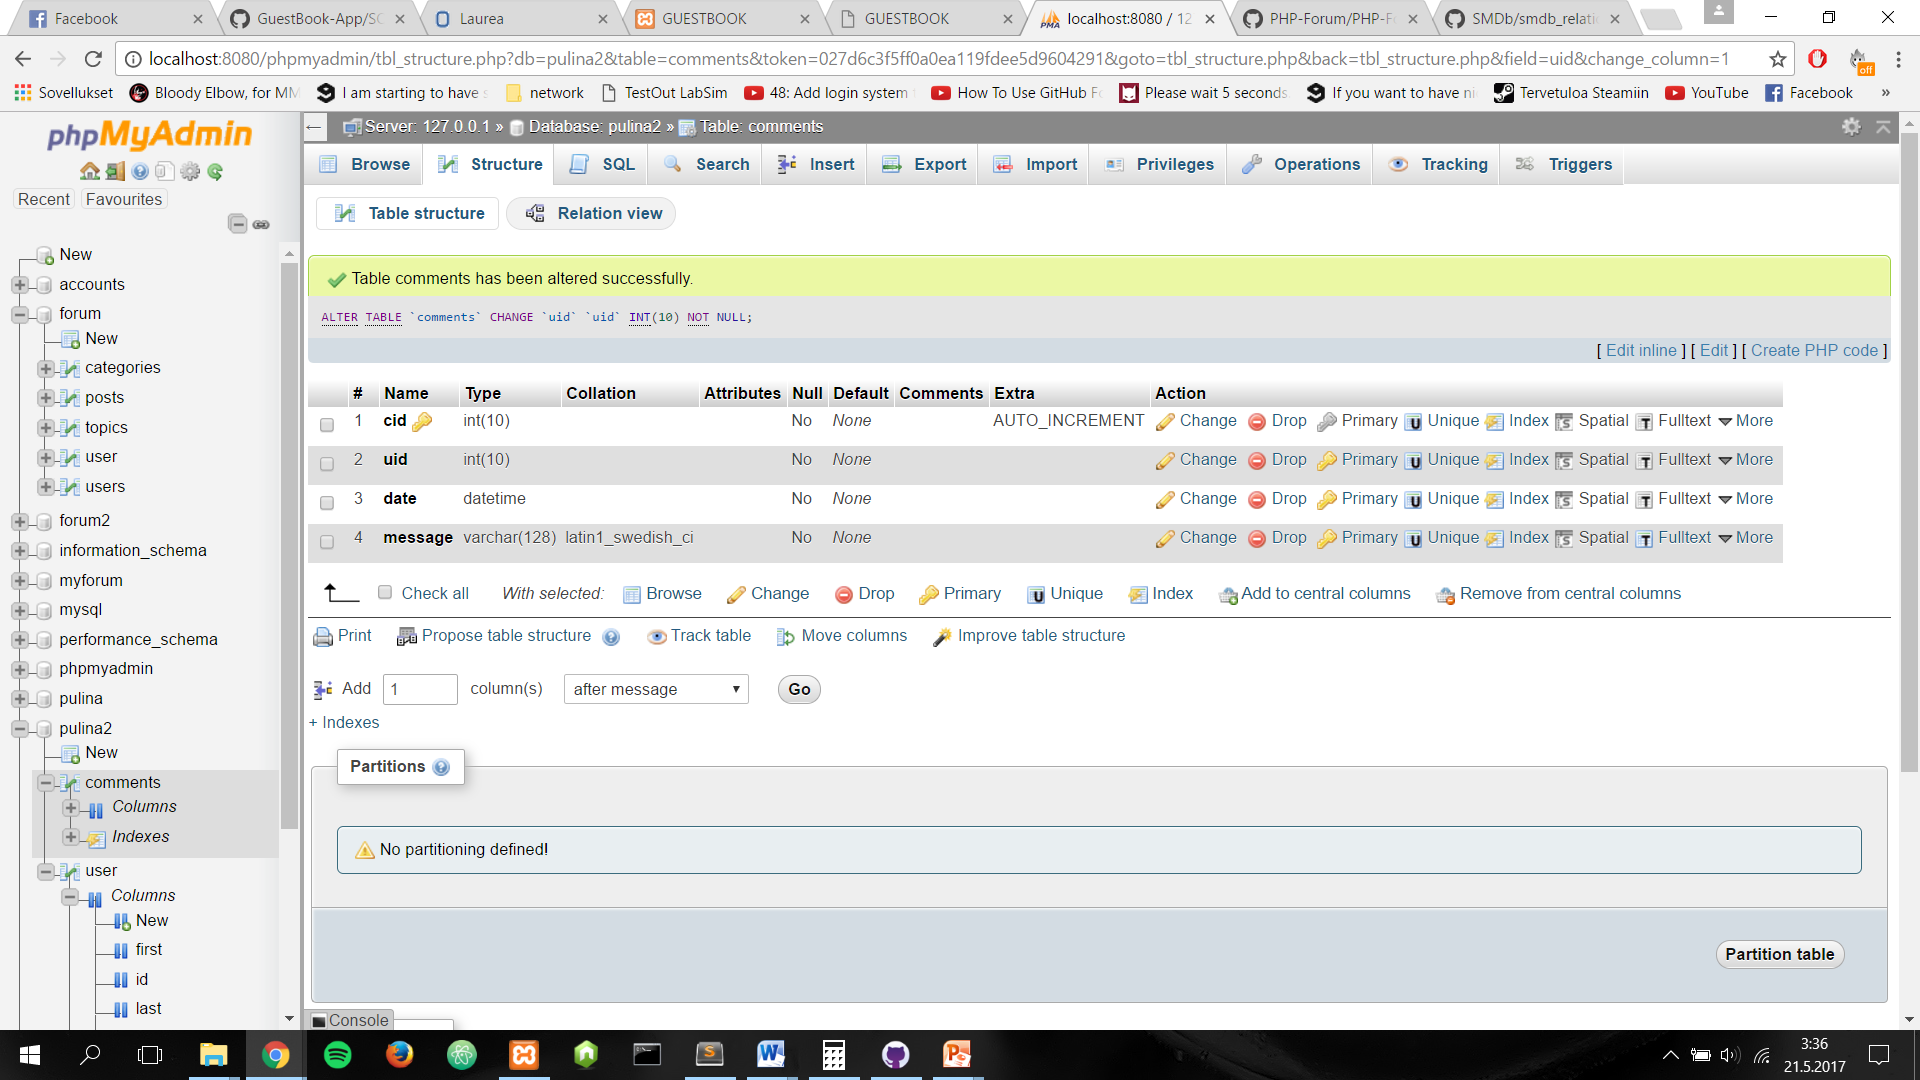 Facebook
GuestBook-App/SC
Laurea
GUESTBOOK
GUESTBOOK
localhost:8080 / 12
PHP-Forum/PHP-F
SMDb/smdb_relati
localhost:8080/phpmyadmin/tbl_structure.php?db=pulina2&table=comments&token=027d6c3f5ff0a0ea119fdee5d9604291&goto=tbl_structure.php&back=tbl_structure.php&field=uid&change_column=1
off
Sovellukset
Bloody Elbow, for MM
I am starting to have s
network
TestOut LabSim
48: Add login system
How To Use GitHub F
Please wait 5 seconds.
If you want to have ni
Tervetuloa Steamiin
YouTube
Facebook
»
phpMyAdmin
Recent
Favourites
New
accounts
forum
New
categories
posts
topics
user
users
forum2
information_schema
myforum
mysql
performance_schema
phpmyadmin
pulina
pulina2
New
comments
Columns
Indexes
user
Columns
New
first
id
last
Server: 127.0.0.1 » Database: pulina2 » Table: comments
Browse Structure SQL Search Insert Export Import Privileges Operations Tracking Triggers
Table structure Relation view
Table comments has been altered successfully.
ALTER TABLE `comments` CHANGE `uid` `uid` INT(10) NOT NULL;
[ Edit inline ] [ Edit ] [ Create PHP code ]
# Name Type Collation Attributes Null Default Comments Extra Action
1 cid int(10) No None AUTO_INCREMENT Change Drop Primary Unique Index Spatial Fulltext More
2 uid int(10) No None Change Drop Primary Unique Index Spatial Fulltext More
3 date datetime No None Change Drop Primary Unique Index Spatial Fulltext More
4 message varchar(128) latin1_swedish_ci No None Change Drop Primary Unique Index Spatial Fulltext More
Check all With selected: Browse Change Drop Primary Unique Index Add to central columns Remove from central columns
Print Propose table structure Track table Move columns Improve table structure
Add 1 column(s) after message Go
+ Indexes
Partitions
No partitioning defined!
Partition table
Console
3:36
21.5.2017